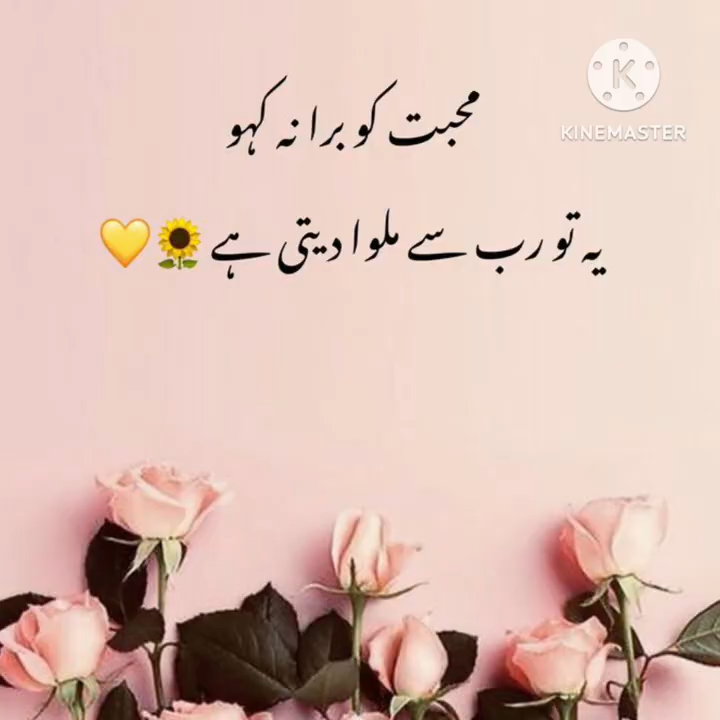 محبت کو برا نہ کہو
یہ تو رب سے ملوا دیتی ہے 🌻💛
K
KINEMASTER